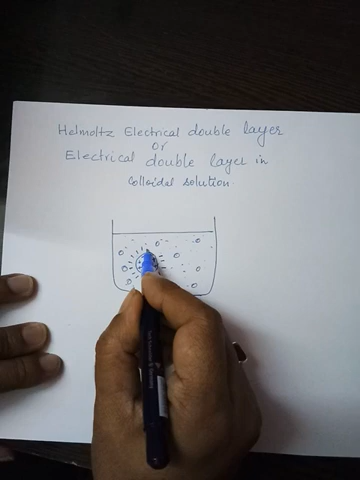 Helmoltz Electrical double layer
or
Electrical double layer in
Colloidal solution.